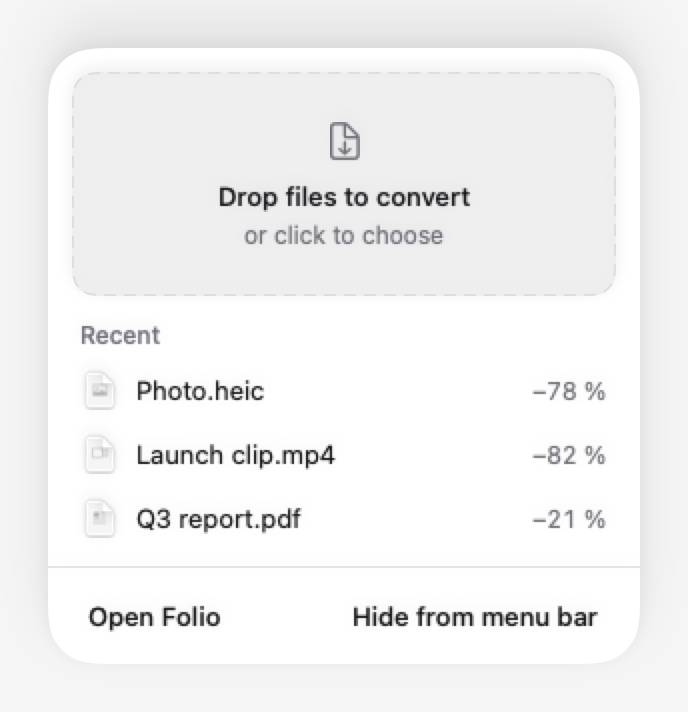 Drop files to convert
or click to choose
Recent
Photo.heic –78 %
Launch clip.mp4 –82 %
Q3 report.pdf –21 %
Open Folio Hide from menu bar